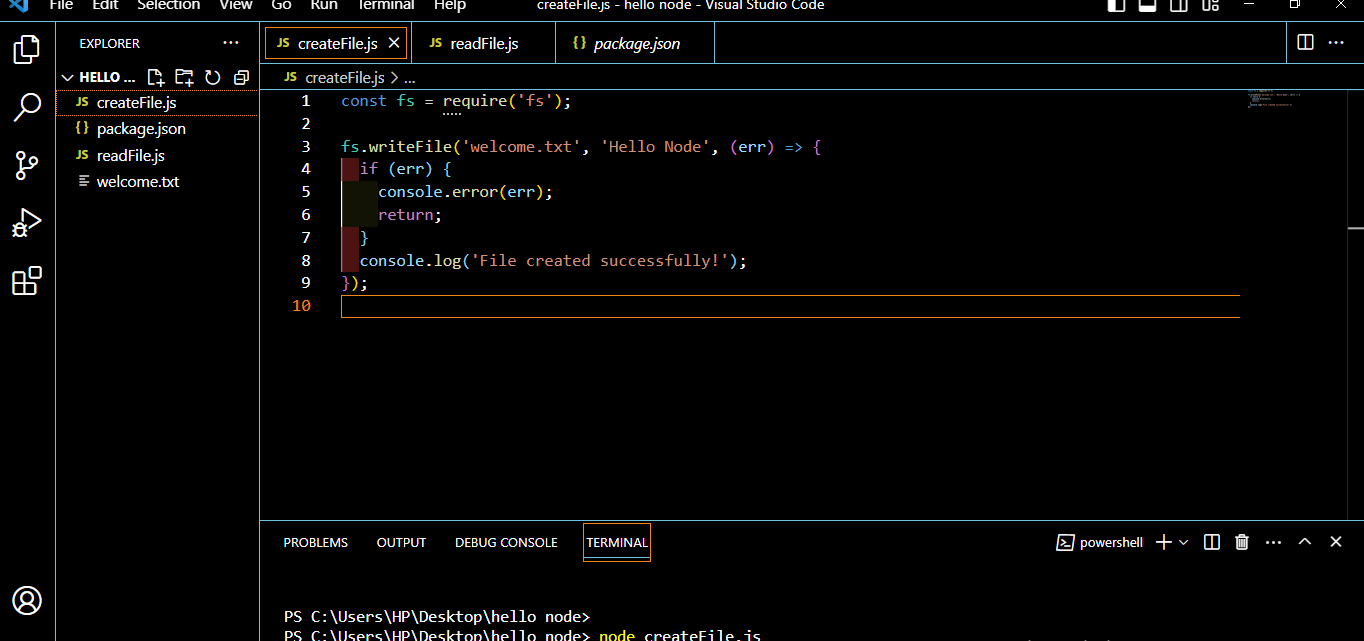 File Edit Selection View Go Run Terminal Help createFile.js - hello node - Visual Studio Code
EXPLORER
HELLO ...
JS createFile.js
{} package.json
JS readFile.js
welcome.txt
JS createFile.js JS readFile.js {} package.json
JS createFile.js > ...
1 const fs = require('fs');
2
3 fs.writeFile('welcome.txt', 'Hello Node', (err) => {
4 if (err) {
5 console.error(err);
6 return;
7 }
8 console.log('File created successfully!');
9 });
10
PROBLEMS OUTPUT DEBUG CONSOLE TERMINAL powershell
PS C:\Users\HP\Desktop\hello node>
PS C:\Users\HP\Desktop\hello node> node createFile.js